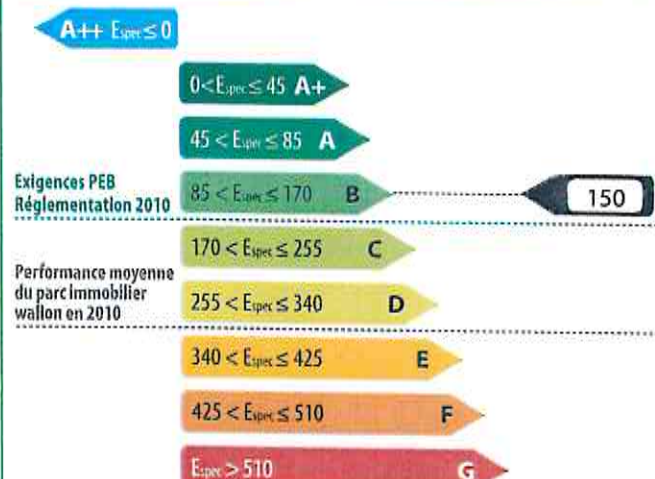 A++ Espec ≤ 0
0 < Espec ≤ 45 A+
45 < Espec ≤ 85 A
Exigences PEB
Réglementation 2010
85 < Espec ≤ 170 B
150
170 < Espec ≤ 255 C
Performance moyenne
du parc immobilier
wallon en 2010
255 < Espec ≤ 340 D
340 < Espec ≤ 425 E
425 < Espec ≤ 510 F
Espec > 510 G